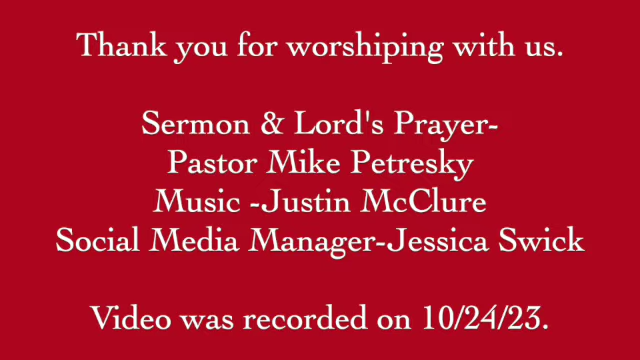 Thank you for worshiping with us.
Sermon & Lord's Prayer-
Pastor Mike Petresky
Music -Justin McClure
Social Media Manager-Jessica Swick
Video was recorded on 10/24/23.